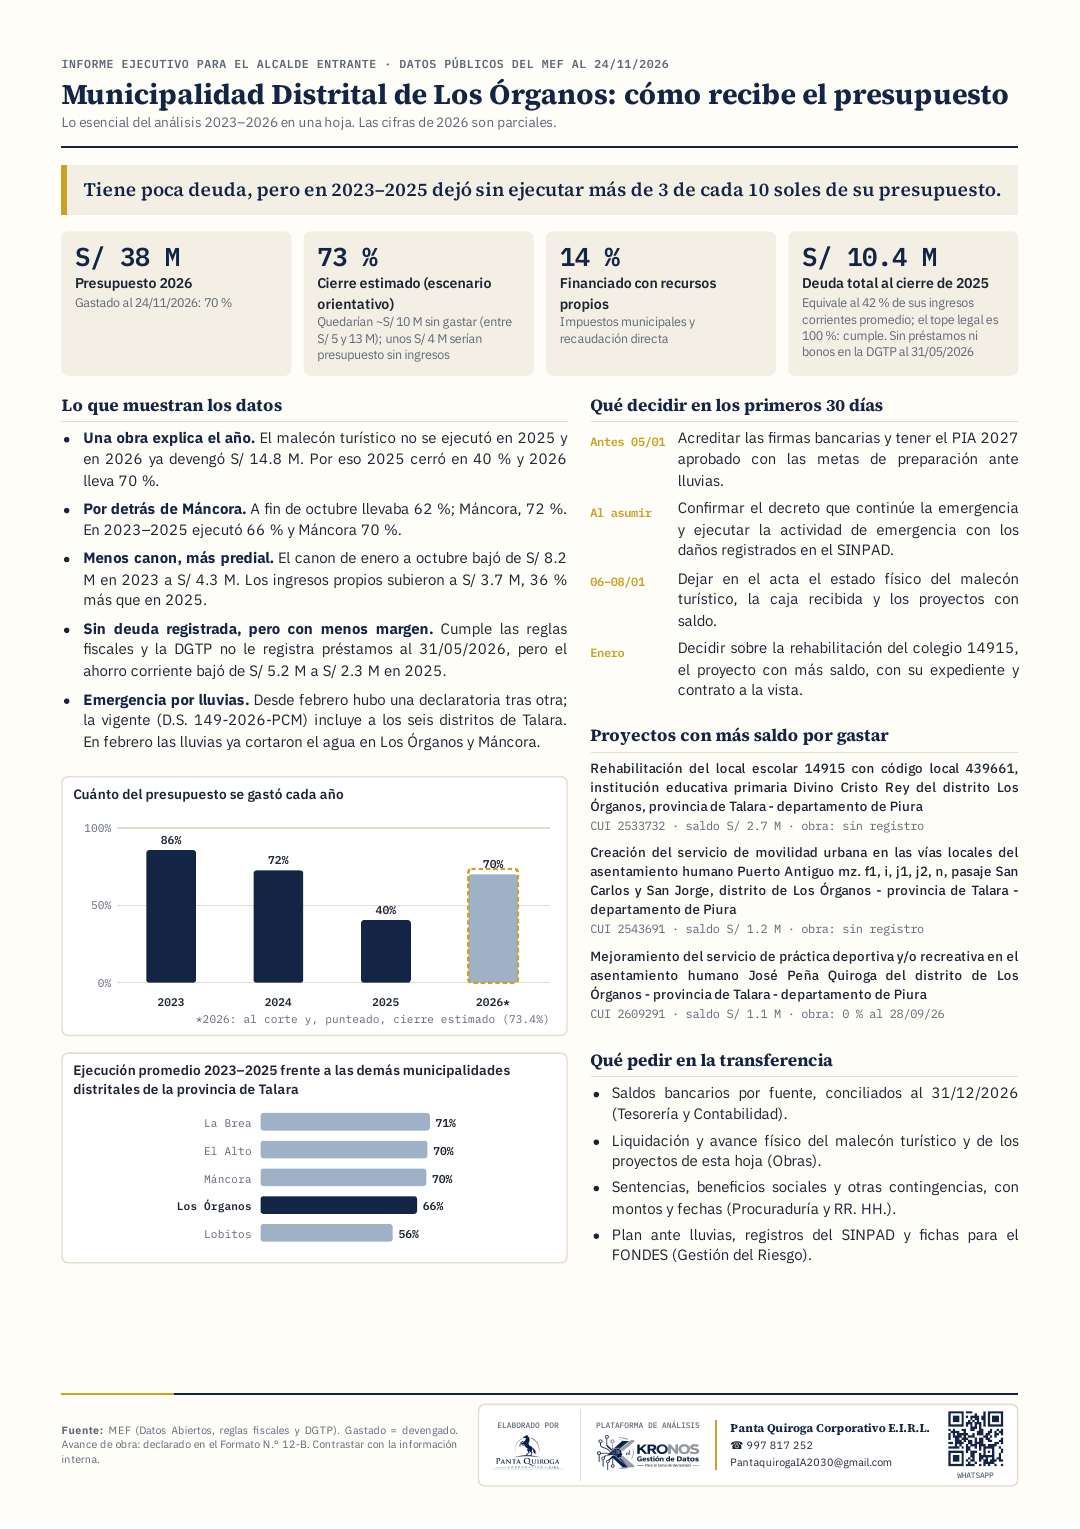 INFORME EJECUTIVO PARA EL ALCALDE ENTRANTE · DATOS PÚBLICOS DEL MEF AL 24/11/2026
Municipalidad Distrital de Los Órganos: cómo recibe el presupuesto
Lo esencial del análisis 2023–2026 en una hoja. Las cifras de 2026 son parciales.
Tiene poca deuda, pero en 2023–2025 dejó sin ejecutar más de 3 de cada 10 soles de su presupuesto.
S/ 38 M
Presupuesto 2026
Gastado al 24/11/2026: 70 %
73 %
Cierre estimado (escenario
orientativo)
Quedarían ~S/ 10 M sin gastar (entre
S/ 5 y 13 M); unos S/ 4 M serían
presupuesto sin ingresos
14 %
Financiado con recursos
propios
Impuestos municipales y
recaudación directa
S/ 10.4 M
Deuda total al cierre de 2025
Equivale al 42 % de sus ingresos
corrientes promedio; el tope legal es
100 %: cumple. Sin préstamos ni
bonos en la DGTP al 31/05/2026
Lo que muestran los datos
• Una obra explica el año. El malecón turístico no se ejecutó en 2025 y
en 2026 ya devengó S/ 14.8 M. Por eso 2025 cerró en 40 % y 2026
lleva 70 %.
• Por detrás de Máncora. A fin de octubre llevaba 62 %; Máncora, 72 %.
En 2023–2025 ejecutó 66 % y Máncora 70 %.
• Menos canon, más predial. El canon de enero a octubre bajó de S/ 8.2
M en 2023 a S/ 4.3 M. Los ingresos propios subieron a S/ 3.7 M, 36 %
más que en 2025.
• Sin deuda registrada, pero con menos margen. Cumple las reglas
fiscales y la DGTP no le registra préstamos al 31/05/2026, pero el
ahorro corriente bajó de S/ 5.2 M a S/ 2.3 M en 2025.
• Emergencia por lluvias. Desde febrero hubo una declaratoria tras otra;
la vigente (D.S. 149-2026-PCM) incluye a los seis distritos de Talara.
En febrero las lluvias ya cortaron el agua en Los Órganos y Máncora.
Cuánto del presupuesto se gastó cada año
100%
50%
0%
86%
72%
40%
70%
2023
2024
2025
2026*
*2026: al corte y, punteado, cierre estimado (73.4%)
Ejecución promedio 2023–2025 frente a las demás municipalidades
distritales de la provincia de Talara
La Brea 71%
El Alto 70%
Máncora 70%
Los Órganos 66%
Lobitos 56%
Qué decidir en los primeros 30 días
Antes 05/01 Acreditar las firmas bancarias y tener el PIA 2027
aprobado con las metas de preparación ante
lluvias.
Al asumir Confirmar el decreto que continúe la emergencia
y ejecutar la actividad de emergencia con los
daños registrados en el SINPAD.
06–08/01 Dejar en el acta el estado físico del malecón
turístico, la caja recibida y los proyectos con
saldo.
Enero Decidir sobre la rehabilitación del colegio 14915,
el proyecto con más saldo, con su expediente y
contrato a la vista.
Proyectos con más saldo por gastar
Rehabilitación del local escolar 14915 con código local 439661,
institución educativa primaria Divino Cristo Rey del distrito Los
Órganos, provincia de Talara - departamento de Piura
CUI 2533732 · saldo S/ 2.7 M · obra: sin registro
Creación del servicio de movilidad urbana en las vías locales del
asentamiento humano Puerto Antiguo mz. f1, i, j1, j2, n, pasaje San
Carlos y San Jorge, distrito de Los Órganos - provincia de Talara -
departamento de Piura
CUI 2543691 · saldo S/ 1.2 M · obra: sin registro
Mejoramiento del servicio de práctica deportiva y/o recreativa en el
asentamiento humano José Peña Quiroga del distrito de Los
Órganos - provincia de Talara - departamento de Piura
CUI 2609291 · saldo S/ 1.1 M · obra: 0 % al 28/09/26
Qué pedir en la transferencia
• Saldos bancarios por fuente, conciliados al 31/12/2026
(Tesorería y Contabilidad).
• Liquidación y avance físico del malecón turístico y de los
proyectos de esta hoja (Obras).
• Sentencias, beneficios sociales y otras contingencias, con
montos y fechas (Procuraduría y RR. HH.).
• Plan ante lluvias, registros del SINPAD y fichas para el
FONDES (Gestión del Riesgo).
Fuente: MEF (Datos Abiertos, reglas fiscales y DGTP). Gastado = devengado.
Avance de obra: declarado en el Formato N.° 12-B. Contrastar con la información
interna.
ELABORADO POR
PANTA QUIROGA
PLATAFORMA DE ANÁLISIS
KRONOS
Gestión de Datos
Panta Quiroga Corporativo E.I.R.L.
☎ 997 817 252
PantaquirogaIA2030@gmail.com
WHATSAPP